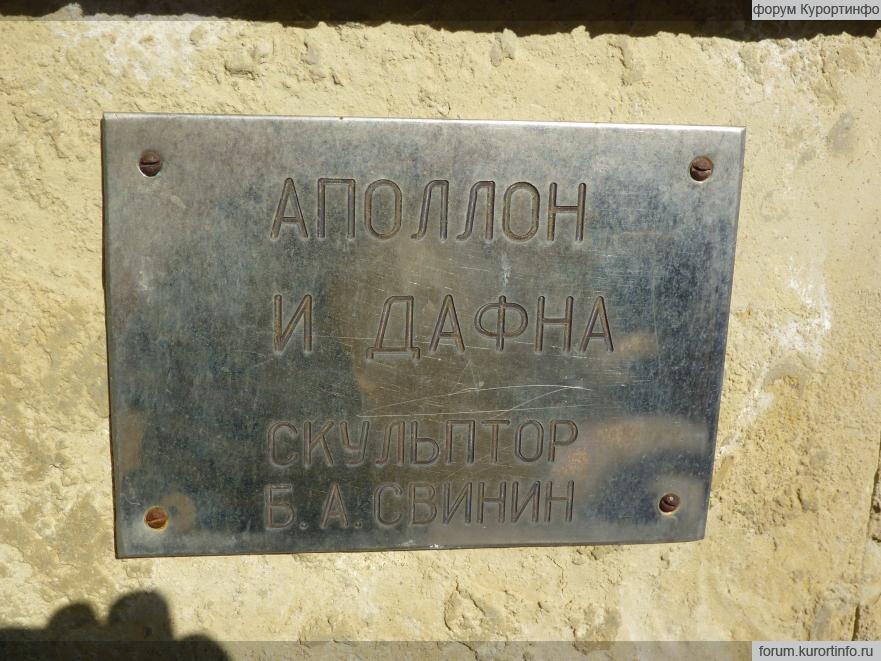 форум Курортинфо
АПОЛЛОН
И ДАФНА
СКУЛЬПТОР
Б. А. СВИНИН
forum.kurortinfo.ru